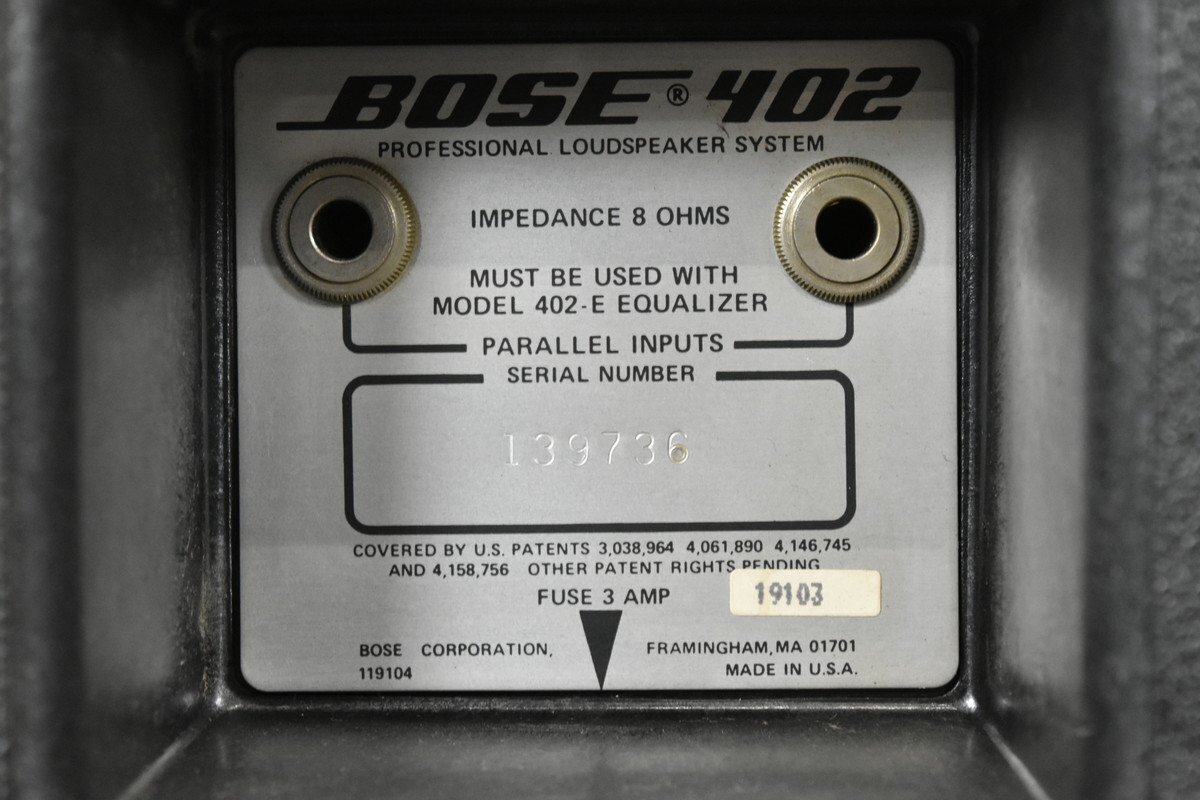 BOSE® 402
PROFESSIONAL LOUDSPEAKER SYSTEM
IMPEDANCE 8 OHMS
MUST BE USED WITH
MODEL 402-E EQUALIZER
PARALLEL INPUTS
SERIAL NUMBER
139736
COVERED BY U.S. PATENTS 3,038,964 4,061,890 4,146,745
AND 4,158,756 OTHER PATENT RIGHTS PENDING
19103
FUSE 3 AMP
BOSE CORPORATION, FRAMINGHAM, MA 01701
119104 MADE IN U.S.A.